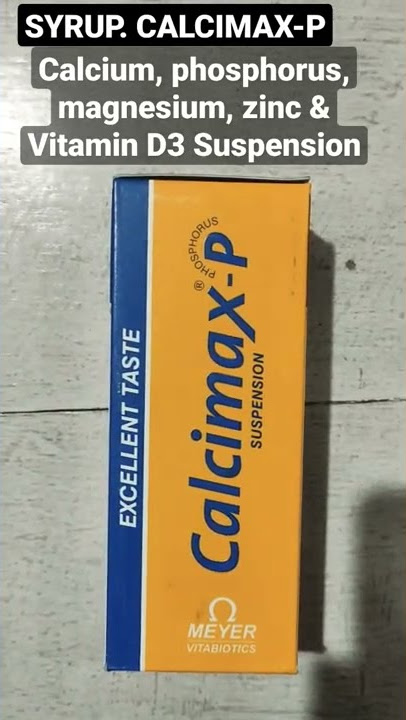 SYRUP. CALCIMAX-P
Calcium, phosphorus,
magnesium, zinc &
Vitamin D3 Suspension
EXCELLENT TASTE
Calcimax-P
®
PHOSPHORUS
SUSPENSION
MEYER
VITABIOTICS